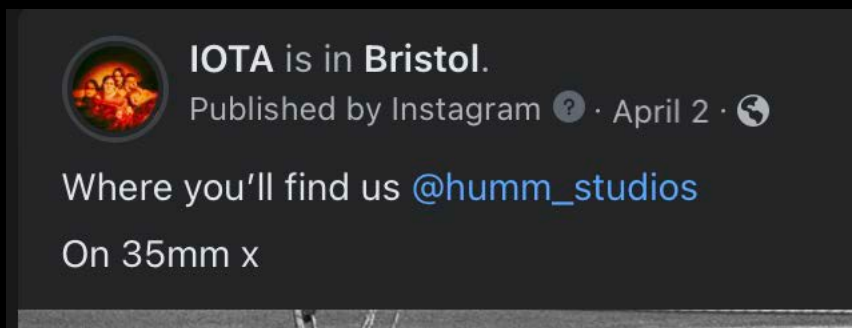 IOTA is in Bristol.
Published by Instagram ? · April 2 ·
Where you'll find us @humm_studios
On 35mm x